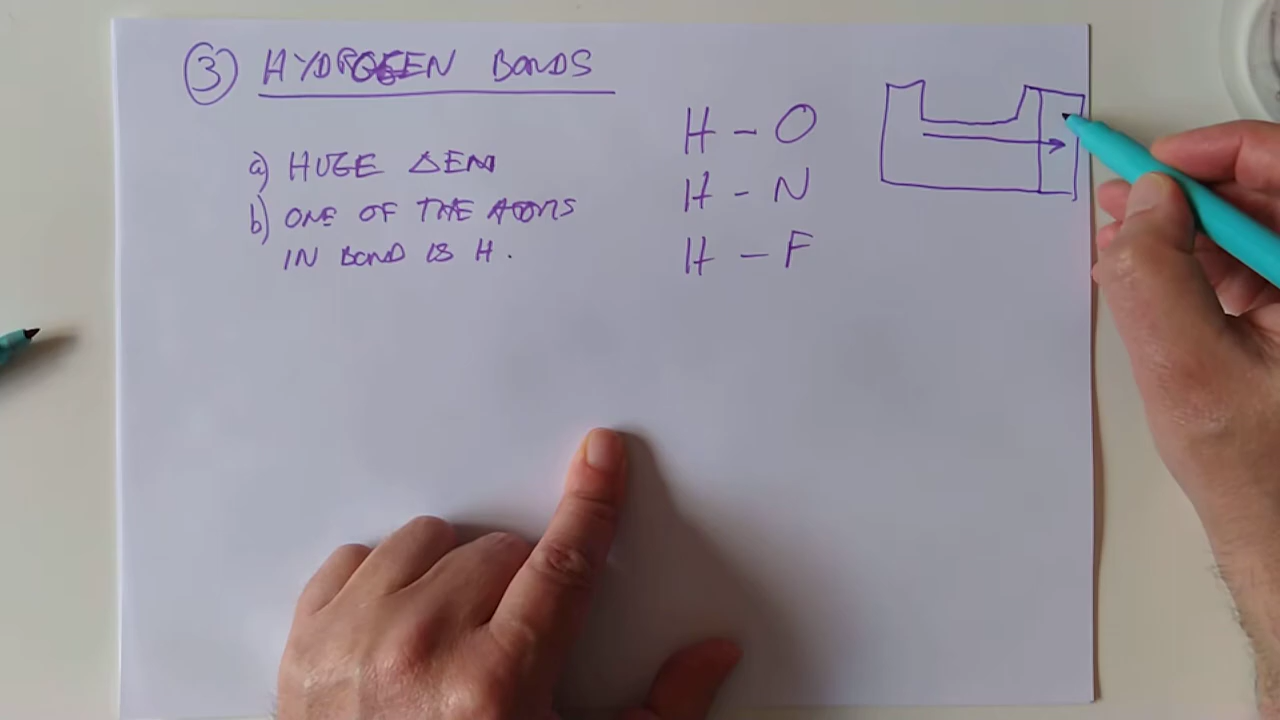 ③ HYDROGEN BONDS
a) HUGE ΔEN
b) ONE OF THE ATOMS
IN BOND IS H.
H – O
H – N
H – F